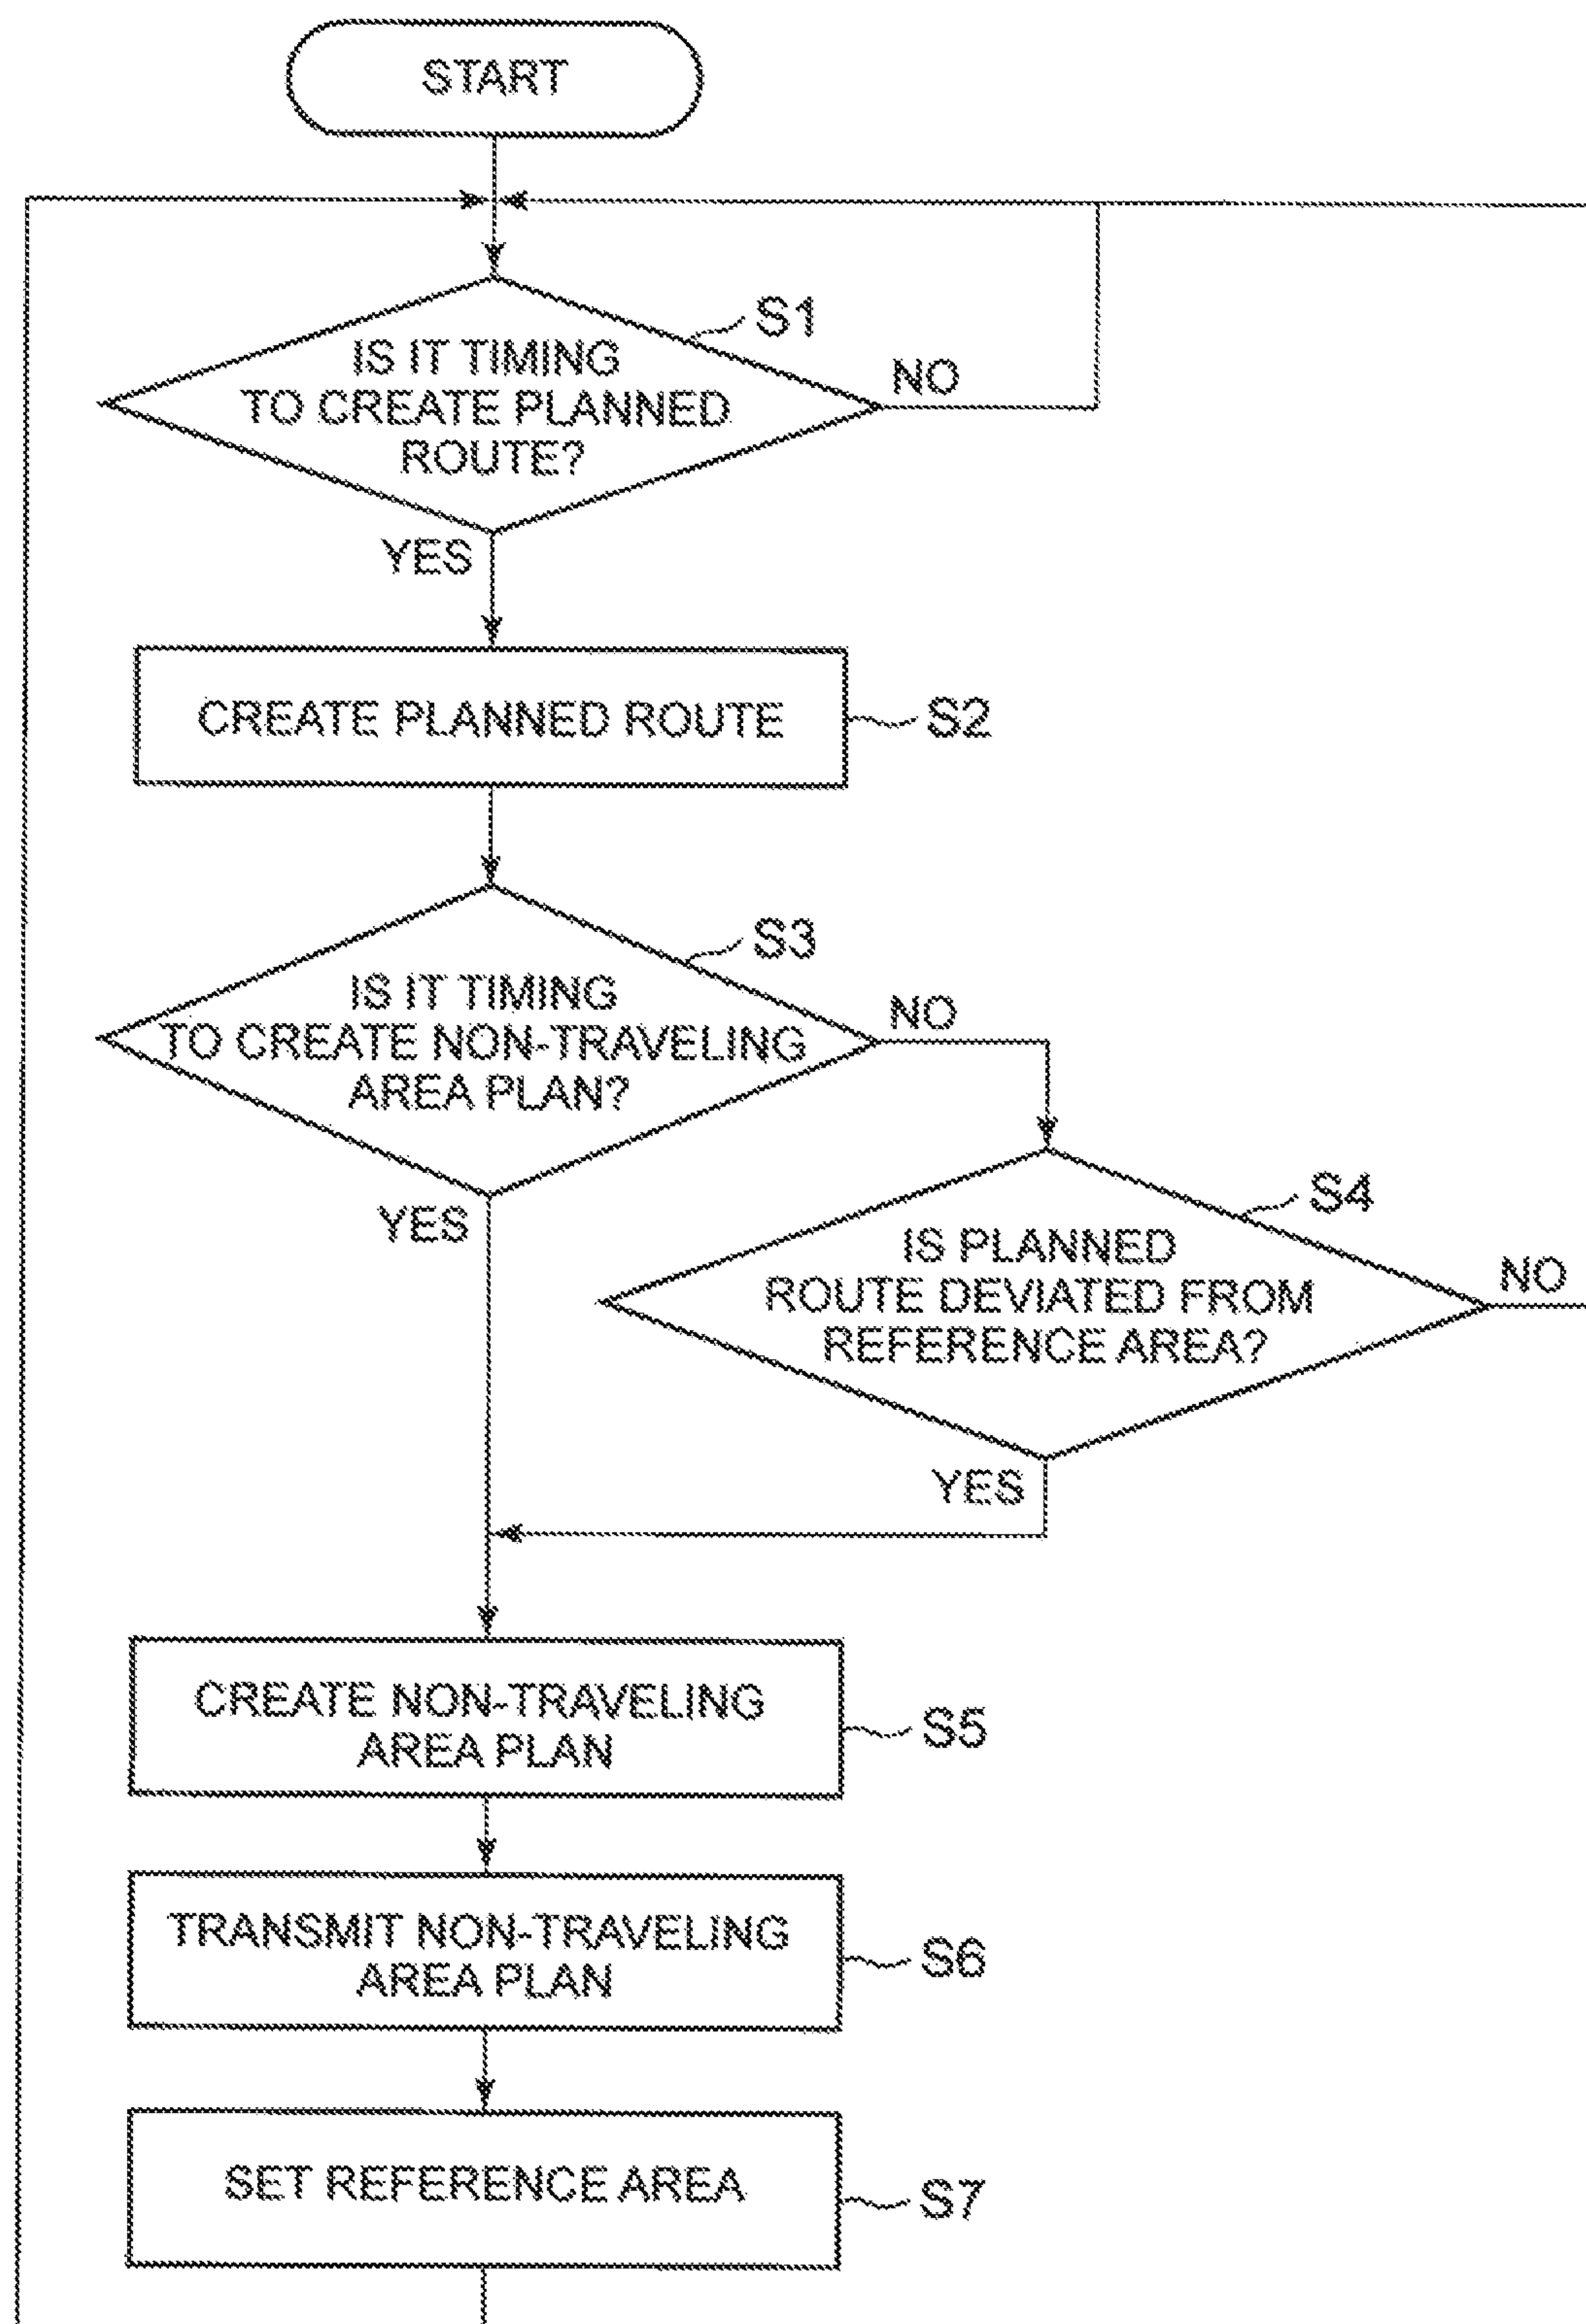 START
S1
IS IT TIMING
TO CREATE PLANNED
ROUTE?
NO
YES
CREATE PLANNED ROUTE
S2
S3
IS IT TIMING
TO CREATE NON-TRAVELING
AREA PLAN?
NO
YES
S4
IS PLANNED
ROUTE DEVIATED FROM
REFERENCE AREA?
NO
YES
CREATE NON-TRAVELING
AREA PLAN
S5
TRANSMIT NON-TRAVELING
AREA PLAN
S6
SET REFERENCE AREA
S7